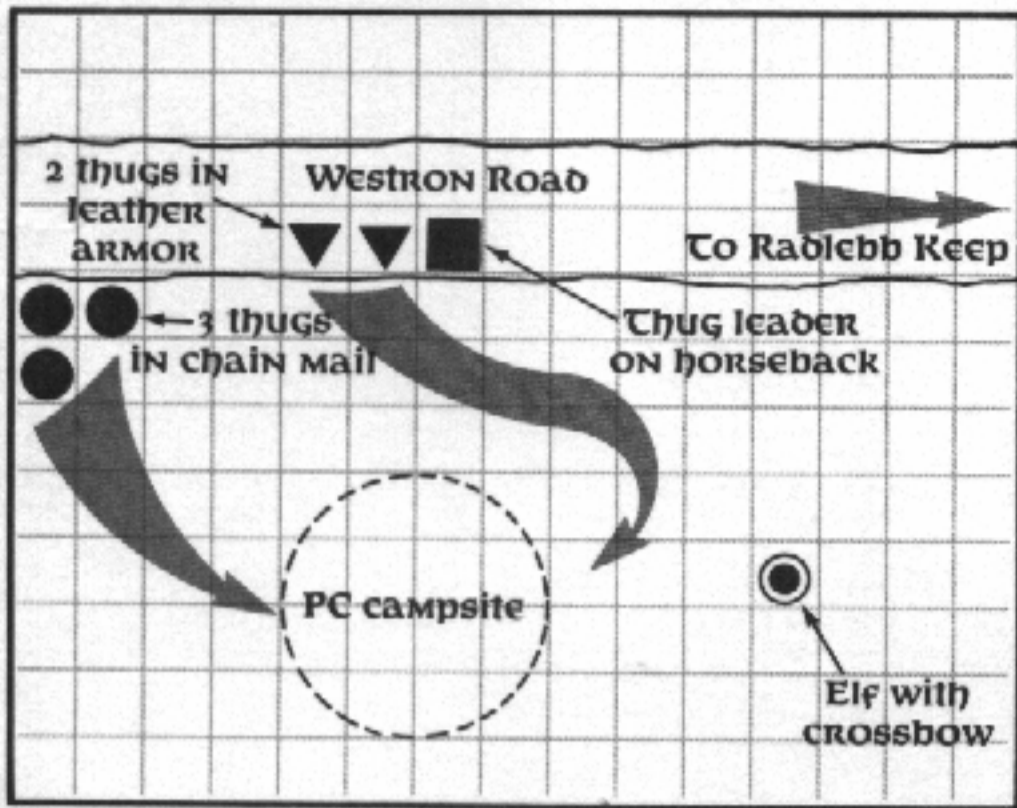 2 thugs in
leather
armor
Westron Road
To Radlebb Keep
3 thugs
in chain mail
Thug leader
on horseback
PC campsite
Elf with
crossbow